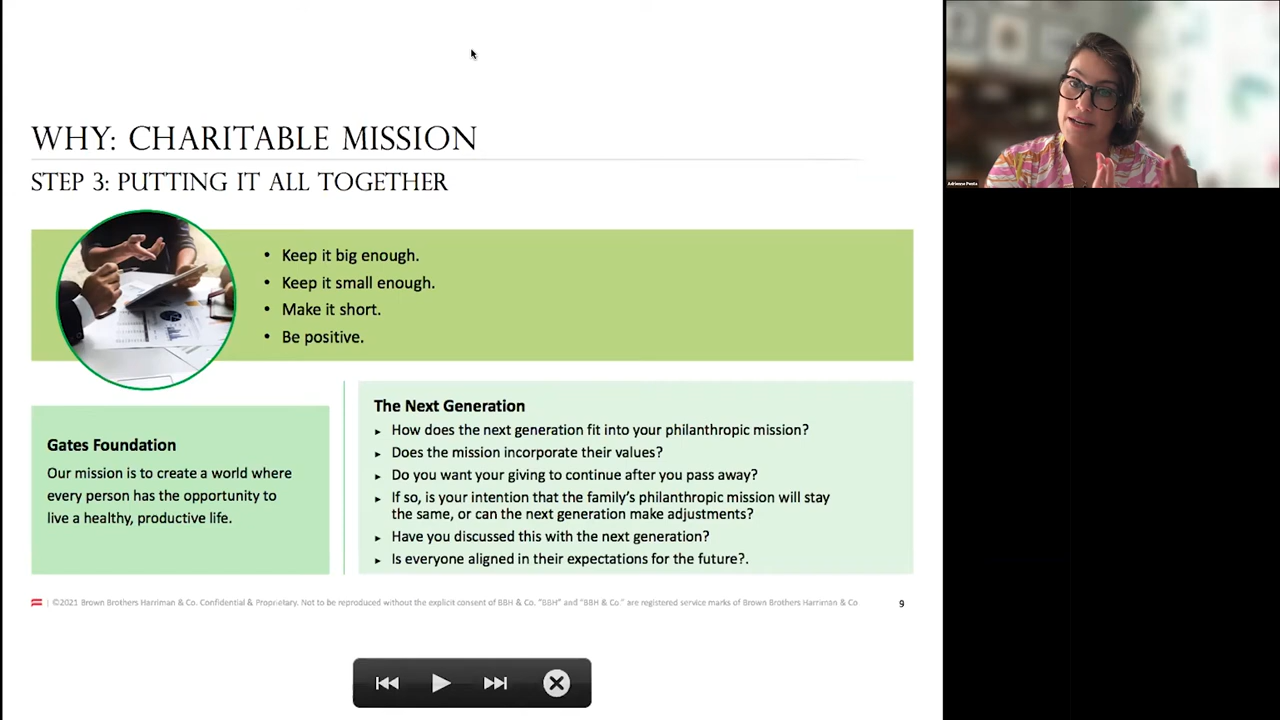 WHY: CHARITABLE MISSION
STEP 3: PUTTING IT ALL TOGETHER
• Keep it big enough.
• Keep it small enough.
• Make it short.
• Be positive.
Gates Foundation
Our mission is to create a world where
every person has the opportunity to
live a healthy, productive life.
The Next Generation
► How does the next generation fit into your philanthropic mission?
► Does the mission incorporate their values?
► Do you want your giving to continue after you pass away?
► If so, is your intention that the family's philanthropic mission will stay
the same, or can the next generation make adjustments?
► Have you discussed this with the next generation?
► Is everyone aligned in their expectations for the future?.
| ©2021 Brown Brothers Harriman & Co. Confidential & Proprietary. Not to be reproduced without the explicit consent of BBH & Co. "BBH" and "BBH & Co." are registered service marks of Brown Brothers Harriman & Co
9
Adrienne Penta